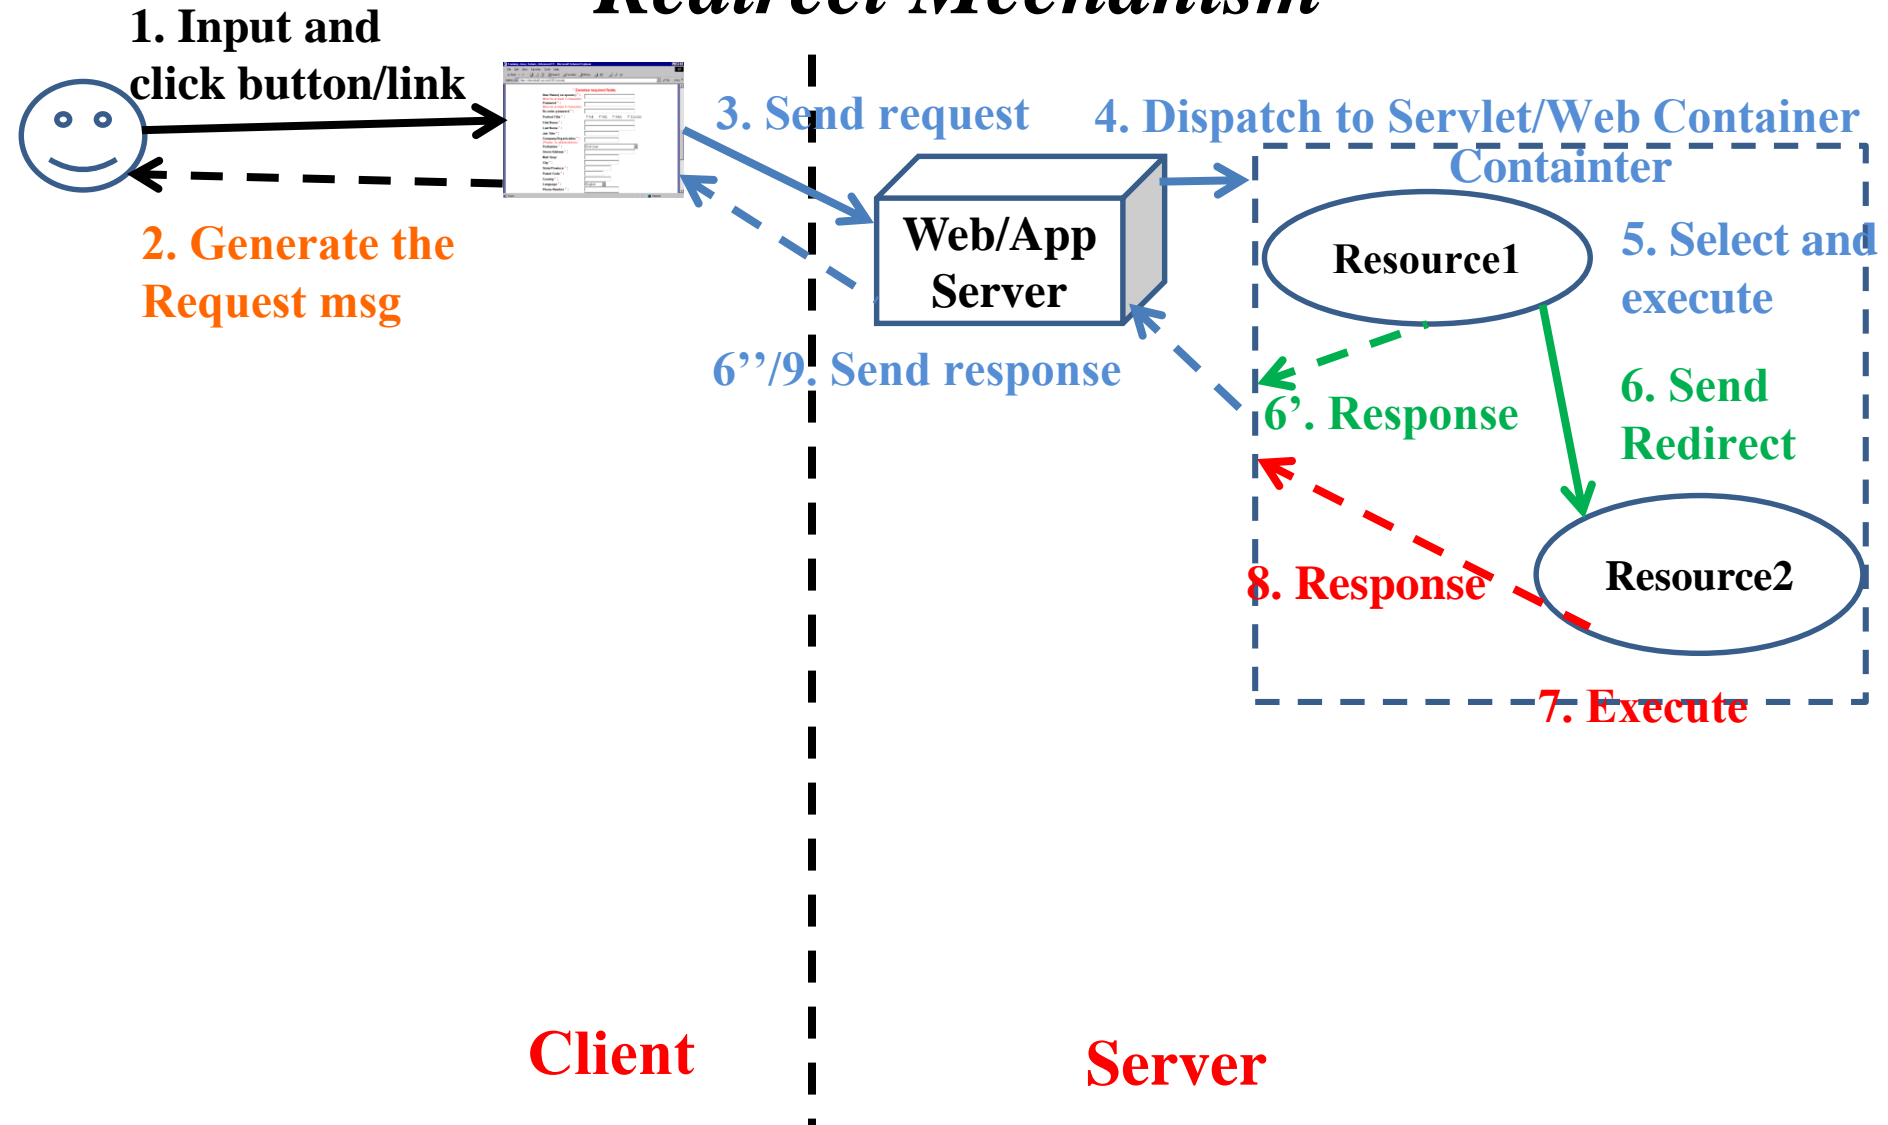 Redirect Mechanism
1. Input and
click button/link
3. Send request
4. Dispatch to Servlet/Web Container
Containter
2. Generate the
Request msg
Web/App
Server
Resource1
5. Select and
execute
6’’/9. Send response
6’. Response
6. Send
Redirect
8. Response
Resource2
7. Execute
Client
Server